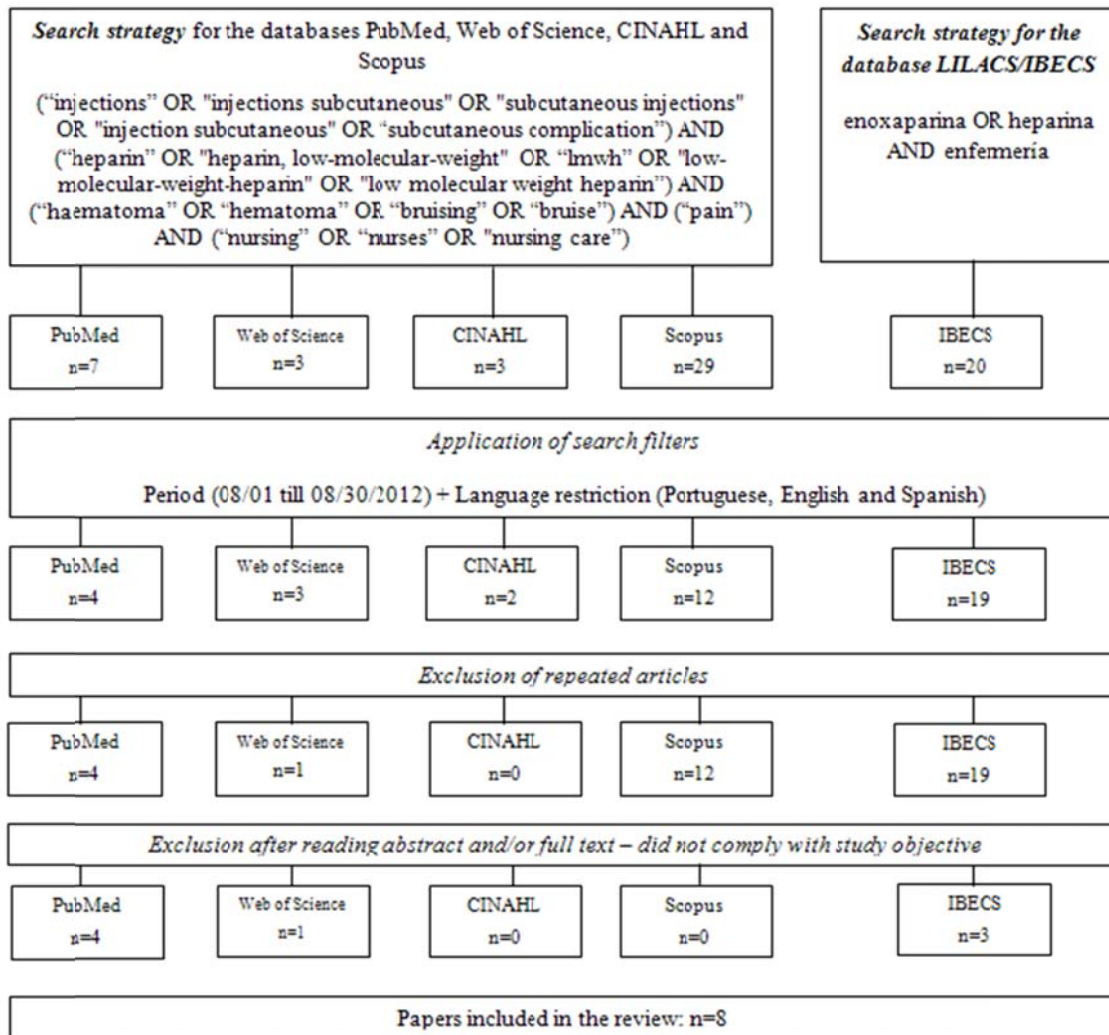 Search strategy for the databases PubMed, Web of Science, CINAHL and
Scopus
("injections" OR "injections subcutaneous" OR "subcutaneous injections"
OR "injection subcutaneous" OR "subcutaneous complication") AND
("heparin" OR "heparin, low-molecular-weight" OR "lmwh" OR "low-
molecular-weight-heparin" OR "low molecular weight heparin") AND
("haematoma" OR "hematoma" OR "bruising" OR "bruise") AND ("pain")
AND ("nursing" OR "nurses" OR "nursing care")
Search strategy for the
database LILACS/IBECS
enoxaparina OR heparina
AND enfermería
PubMed
n=7
Web of Science
n=3
CINAHL
n=3
Scopus
n=29
IBECS
n=20
Application of search filters
Period (08/01 till 08/30/2012) + Language restriction (Portuguese, English and Spanish)
PubMed
n=4
Web of Science
n=3
CINAHL
n=2
Scopus
n=12
IBECS
n=19
Exclusion of repeated articles
PubMed
n=4
Web of Science
n=1
CINAHL
n=0
Scopus
n=12
IBECS
n=19
Exclusion after reading abstract and/or full text – did not comply with study objective
PubMed
n=4
Web of Science
n=1
CINAHL
n=0
Scopus
n=0
IBECS
n=3
Papers included in the review: n=8